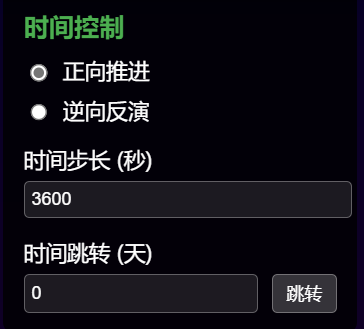 时间控制
正向推进
逆向反演
时间步长 (秒)
3600
时间跳转 (天)
0
跳转